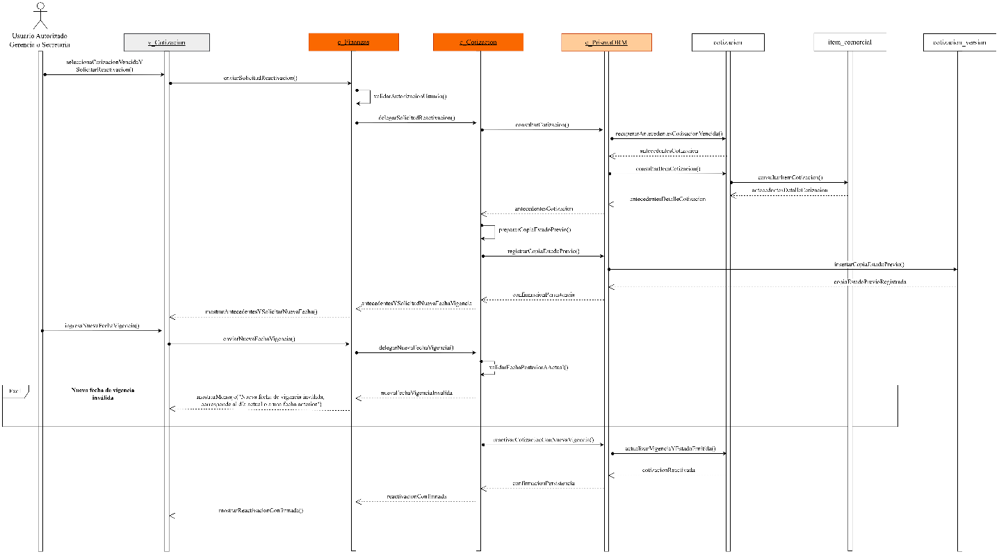 Usuario Autorizado
Gerencia o Secretaria
v_Cotizacion
c_Finanzas
c_Cotizacion
c_PrismaORM
cotizacion
item_comercial
cotizacion_version
seleccionaCotizacionVencidaY
SolicitarReactivacion()
enviarSolicitudReactivacion()
validarAutorizacionUsuario()
delegarSolicitudReactivacion()
consultarCotizacion()
recuperarAntecedentesCotizacionVencida()
antecedentesCotizacion
consultarItemCotizacion()
consultarItemCotizacion()
antecedentesDetalleCotizacion
antecedentesDetalleCotizacion
antecedentesCotizacion
prepararCopiaEstadoPrevio()
registrarCopiaEstadoPrevio()
insertarCopiaEstadoPrevio()
copiaEstadoPrevioRegistrada
confirmacionPersistencia
antecedentesYSolicitudNuevaFechaVigencia
mostrarAntecedentesYSolicitarNuevaFecha()
ingresaNuevaFechaVigencia()
enviarNuevaFechaVigencia()
delegarNuevaFechaVigencia()
validarFechaPosteriorAActual()
Exc
Nueva fecha de vigencia
inválida
nuevaFechaVigenciaInvalida
mostrarMensaje("Nueva fecha de vigencia inválida,
corresponde al día actual o a una fecha anterior")
reactivarCotizacionConNuevaVigencia()
actualizarVigenciaYEstadoEmitida()
cotizacionReactivada
confirmacionPersistencia
reactivacionConfirmada
mostrarReactivacionConfirmada()